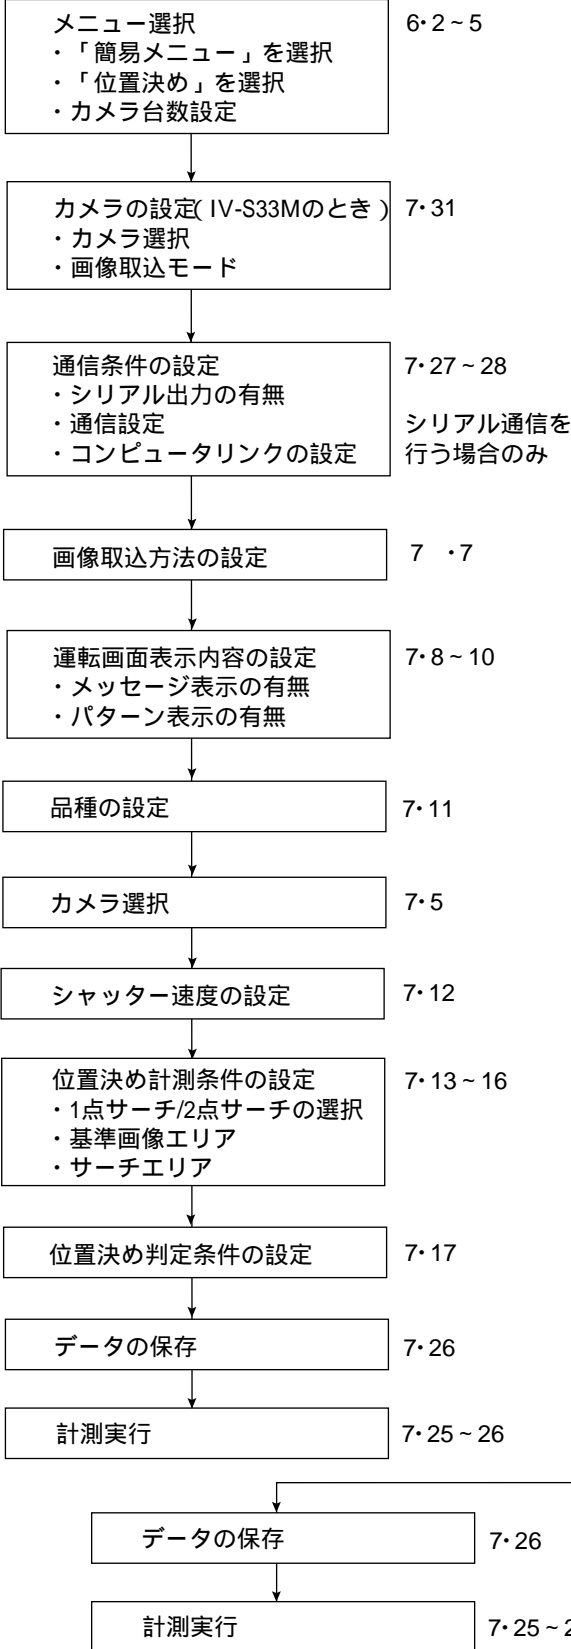 メニュー選択 6・2～5
・「簡易メニュー」を選択
・「位置決め」を選択
・カメラ台数設定
カメラの設定（IV-S33Mのとき） 7・31
・カメラ選択
・画像取込モード
通信条件の設定 7・27～28
・シリアル出力の有無
・通信設定 シリアル通信を
・コンピュータリンクの設定 行う場合のみ
画像取込方法の設定 7 ・7
運転画面表示内容の設定 7・8～10
・メッセージ表示の有無
・パターン表示の有無
品種の設定 7・11
カメラ選択 7・5
シャッター速度の設定 7・12
位置決め計測条件の設定 7・13～16
・1点サーチ/2点サーチの選択
・基準画像エリア
・サーチエリア
位置決め判定条件の設定 7・17
データの保存 7・26
計測実行 7・25～26
データの保存 7・26
計測実行 7・25～2